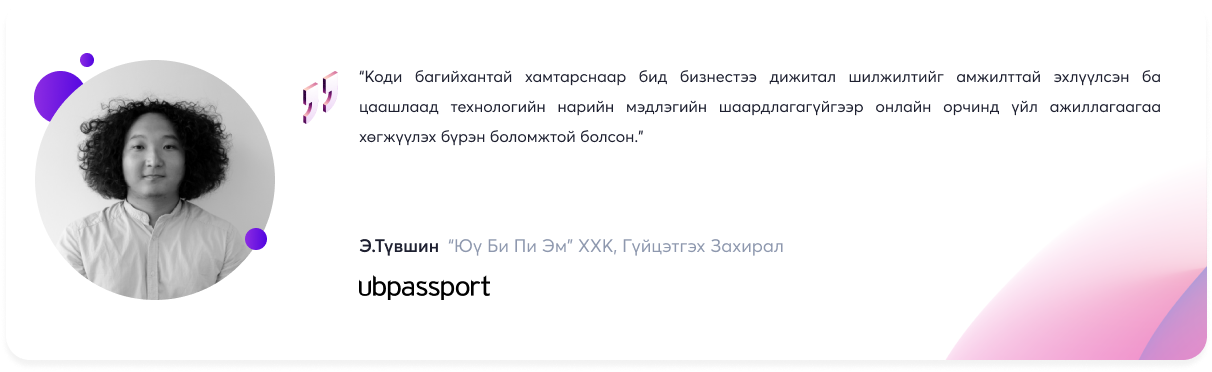 “Коди багийхантай хамтарснаар бид бизнестээ дижитал шилжилтийг амжилттай эхлүүлсэн ба
цаашлаад технологийн нарийн мэдлэгийн шаардлагагүйгээр онлайн орчинд үйл ажиллагаагаа
хөгжүүлэх бүрэн боломжтой болсон.”
Э.Түвшин “Юү Би Пи Эм” ХХК, Гүйцэтгэх Захирал
ubpassport